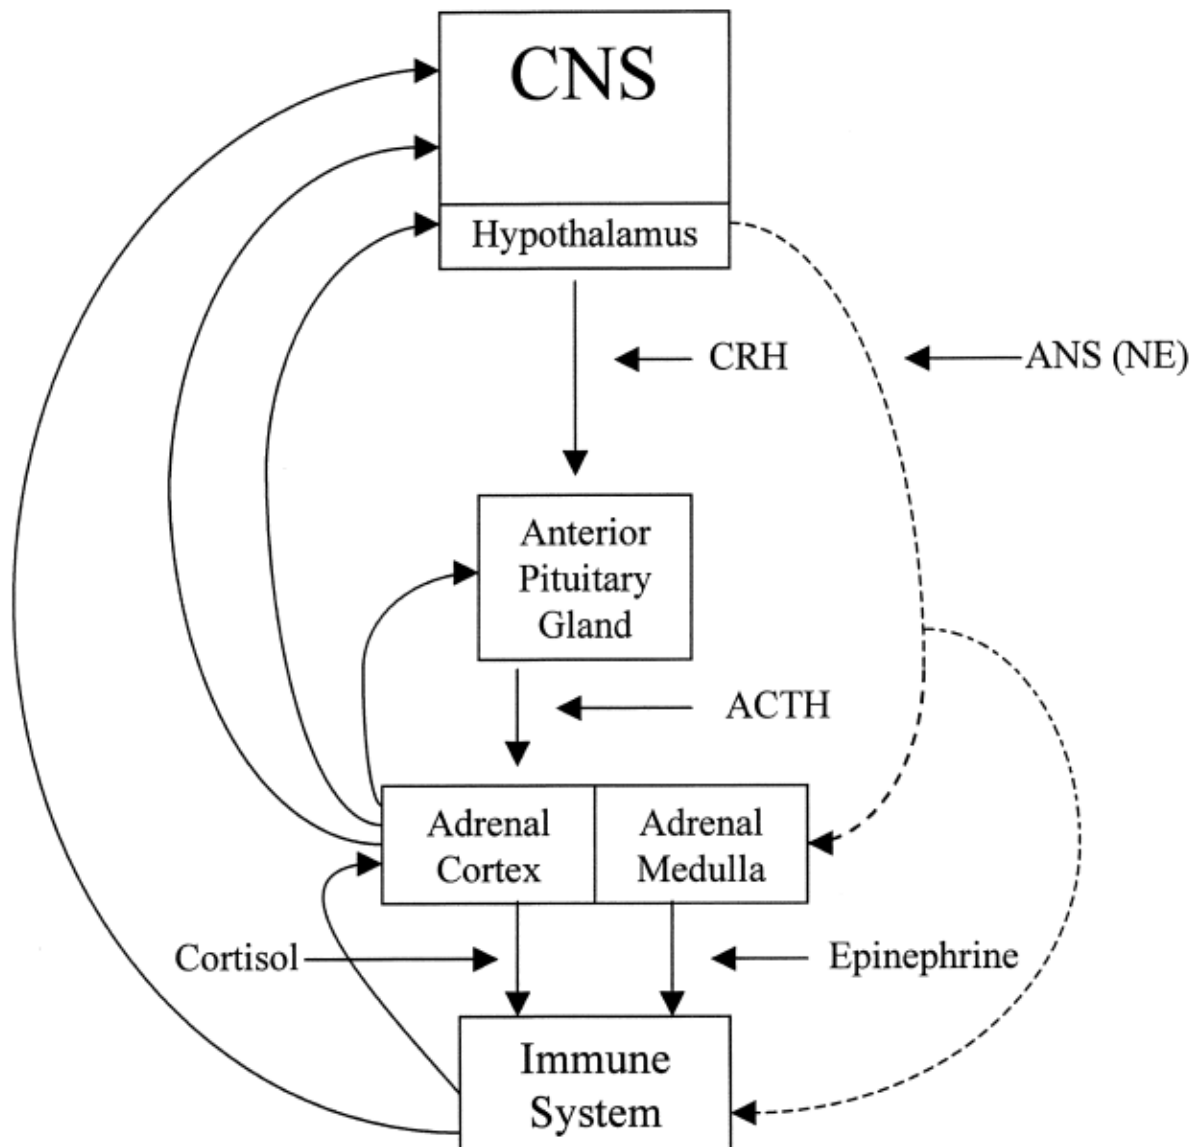 CNS
Hypothalamus
CRH
ANS (NE)
Anterior
Pituitary
Gland
ACTH
Adrenal
Cortex
Adrenal
Medulla
Cortisol
Epinephrine
Immune
System